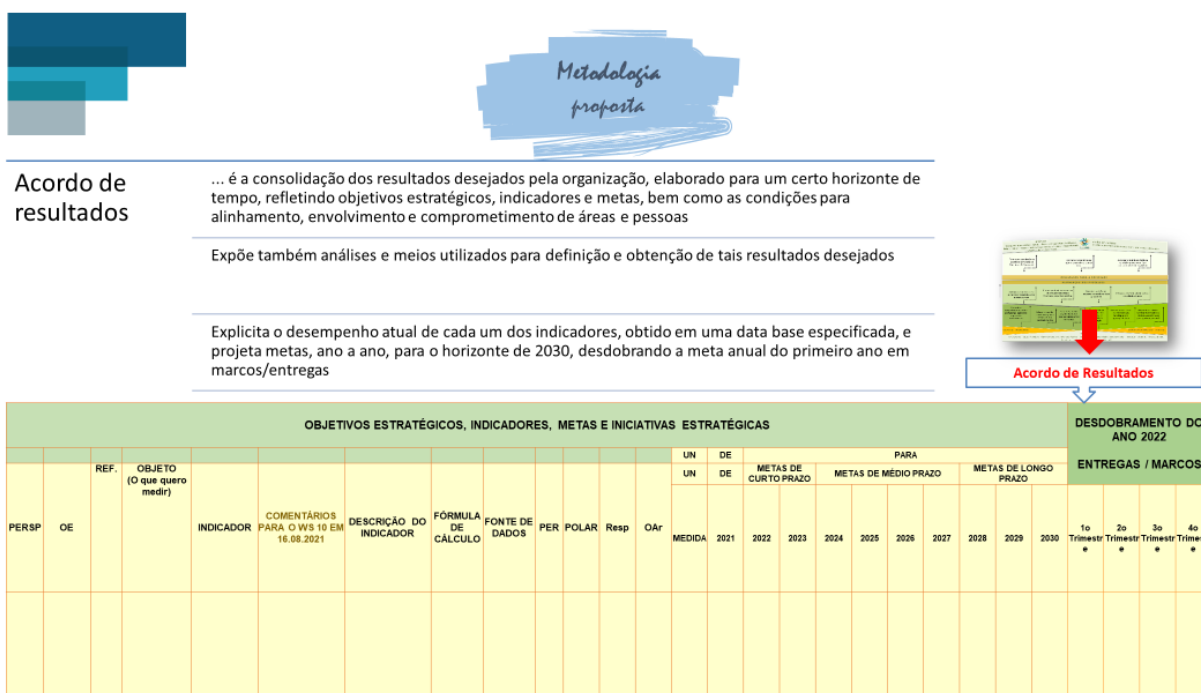 Metodologia
proposta
Acordo de
resultados
... é a consolidação dos resultados desejados pela organização, elaborado para um certo horizonte de
tempo, refletindo objetivos estratégicos, indicadores e metas, bem como as condições para
alinhamento, envolvimento e comprometimento de áreas e pessoas
Expõe também análises e meios utilizados para definição e obtenção de tais resultados desejados
Explicita o desempenho atual de cada um dos indicadores, obtido em uma data base especificada, e
projeta metas, ano a ano, para o horizonte de 2030, desdobrando a meta anual do primeiro ano em
marcos/entregas
Acordo de Resultados
OBJETIVOS ESTRATÉGICOS, INDICADORES, METAS E INICIATIVAS ESTRATÉGICAS
DESDOBRAMENTO DO
ANO 2022
ENTREGAS / MARCOS
UN DE PARA
UN DE METAS DE CURTO PRAZO METAS DE MÉDIO PRAZO METAS DE LONGO PRAZO
PERSP
OE
REF.
OBJETO
(O que quero
medir)
INDICADOR
COMENTÁRIOS
PARA O WS 10 EM
16.08.2021
DESCRIÇÃO DO
INDICADOR
FÓRMULA
DE
CÁLCULO
FONTE DE
DADOS
PER
POLAR
Resp
OAr
MEDIDA 2021 2022 2023 2024 2025 2026 2027 2028 2029 2030
1o
Trimestr
e
2o
Trimestr
e
3o
Trimestr
e
4o
Trimes
e